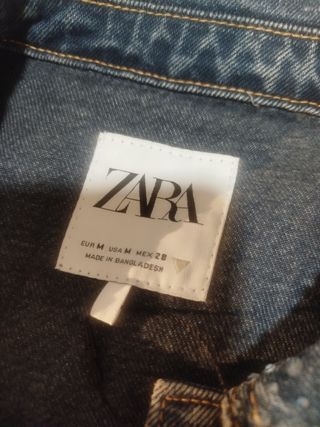 ZARA
EUR M USA M MEX 28
MADE IN BANGLADESH